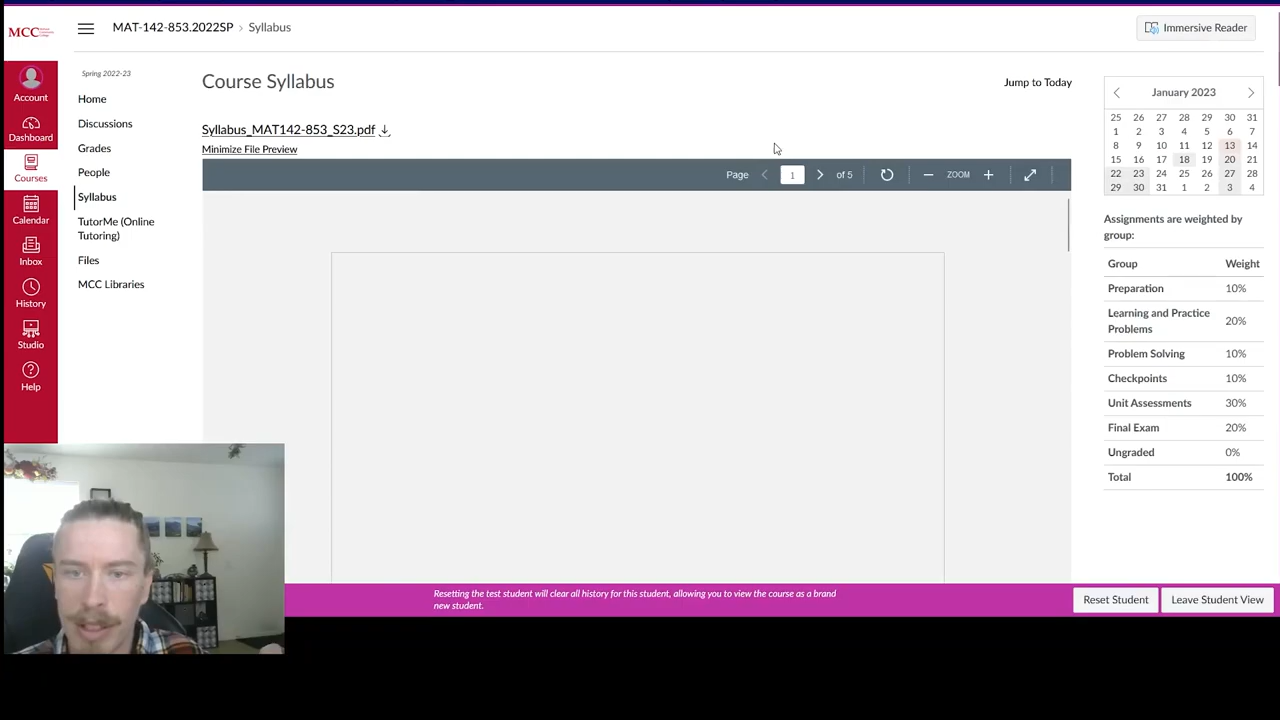 MCC
MAT-142-853.2022SP › Syllabus
Immersive Reader
Account
Dashboard
Courses
Calendar
Inbox
History
Studio
Help
Spring 2022-23
Home
Discussions
Grades
People
Syllabus
TutorMe (Online
Tutoring)
Files
MCC Libraries
Course Syllabus
Jump to Today
Syllabus_MAT142-853_S23.pdf
Minimize File Preview
Page 1 of 5 ZOOM
January 2023
25 26 27 28 29 30 31
1 2 3 4 5 6 7
8 9 10 11 12 13 14
15 16 17 18 19 20 21
22 23 24 25 26 27 28
29 30 31 1 2 3 4
Assignments are weighted by
group:
Group Weight
Preparation 10%
Learning and Practice
Problems 20%
Problem Solving 10%
Checkpoints 10%
Unit Assessments 30%
Final Exam 20%
Ungraded 0%
Total 100%
Resetting the test student will clear all history for this student, allowing you to view the course as a brand
new student.
Reset Student
Leave Student View